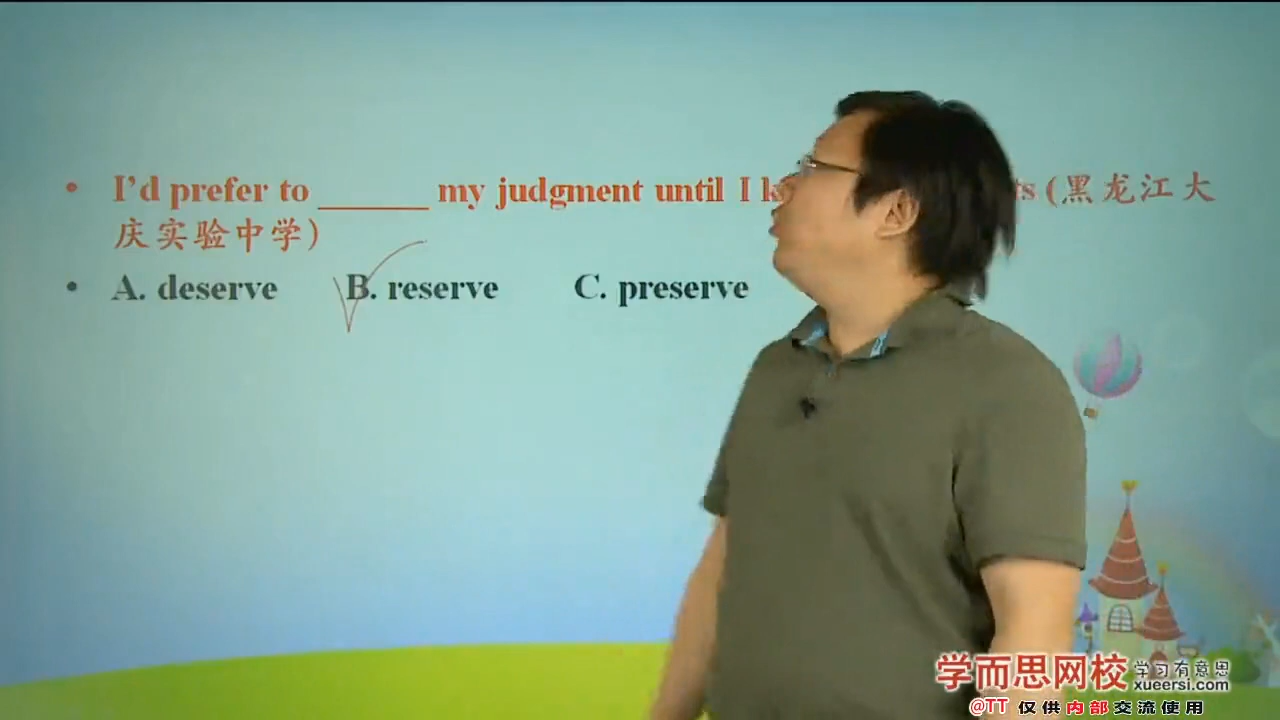 • I'd prefer to ______ my judgment until I ts (黑龙江大
庆实验中学)
• A. deserve B. reserve C. preserve
学而思网校 学习有意思
xueersi.com
@TT 仅供内部交流使用